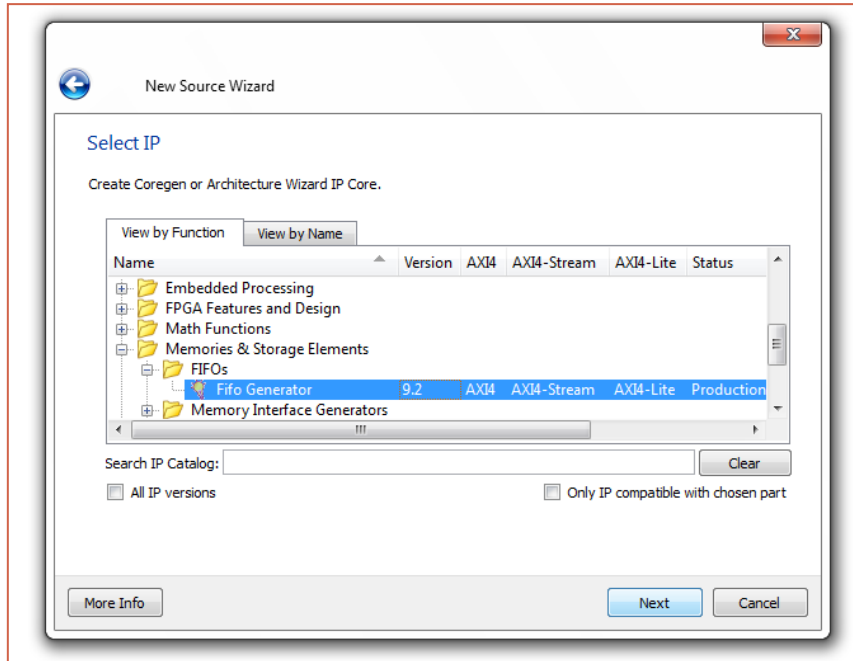 New Source Wizard
Select IP
Create Coregen or Architecture Wizard IP Core.
View by Function View by Name
Name Version AXI4 AXI4-Stream AXI4-Lite Status
Embedded Processing
FPGA Features and Design
Math Functions
Memories & Storage Elements
FIFOs
Fifo Generator 9.2 AXI4 AXI4-Stream AXI4-Lite Production
Memory Interface Generators
Search IP Catalog: Clear
All IP versions Only IP compatible with chosen part
More Info Next Cancel